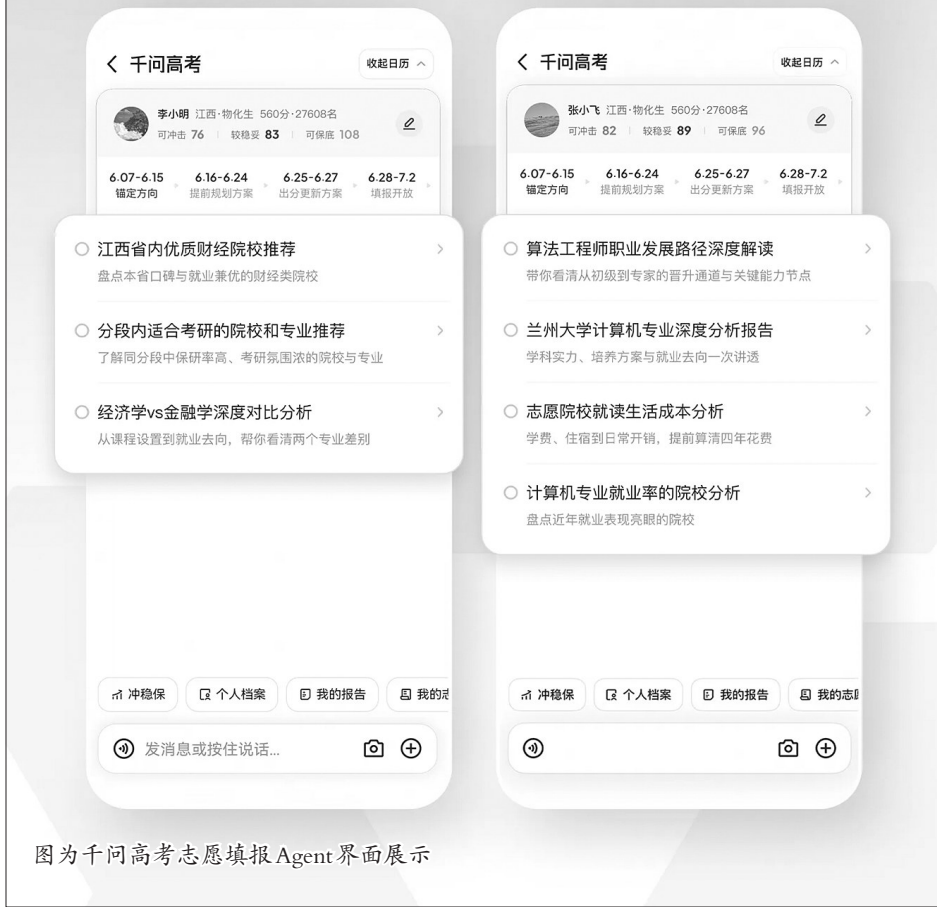 千问高考
收起日历
李小明 江西·物化生 560分·27608名
可冲击 76 较稳妥 83 可保底 108
6.07-6.15 6.16-6.24 6.25-6.27 6.28-7.2
锚定方向 提前规划方案 出分更新方案 填报开放
江西省内优质财经院校推荐
盘点本省口碑与就业兼优的财经类院校
分段内适合考研的院校和专业推荐
了解同分段中保研率高、考研氛围浓的院校与专业
经济学vs金融学深度对比分析
从课程设置到就业去向，帮你看清两个专业差别
冲稳保 个人档案 我的报告 我的志
发消息或按住说话...
千问高考
收起日历
张小飞 江西·物化生 560分·27608名
可冲击 82 较稳妥 89 可保底 96
6.07-6.15 6.16-6.24 6.25-6.27 6.28-7.2
锚定方向 提前规划方案 出分更新方案 填报开放
算法工程师职业发展路径深度解读
带你看清从初级到专家的晋升通道与关键能力节点
兰州大学计算机专业深度分析报告
学科实力、培养方案与就业去向一次讲透
志愿院校就读生活成本分析
学费、住宿到日常开销，提前算清四年花费
计算机专业就业率的院校分析
盘点近年就业表现亮眼的院校
冲稳保 个人档案 我的报告 我的志愿
图为千问高考志愿填报Agent界面展示